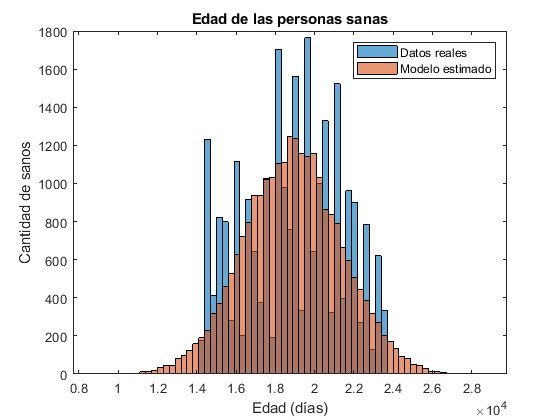 Edad de las personas sanas
Datos reales
Modelo estimado
Cantidad de sanos
1800
1600
1400
1200
1000
800
600
400
200
0
0.8 1 1.2 1.4 1.6 1.8 2 2.2 2.4 2.6 2.8
Edad (días)
×10^4